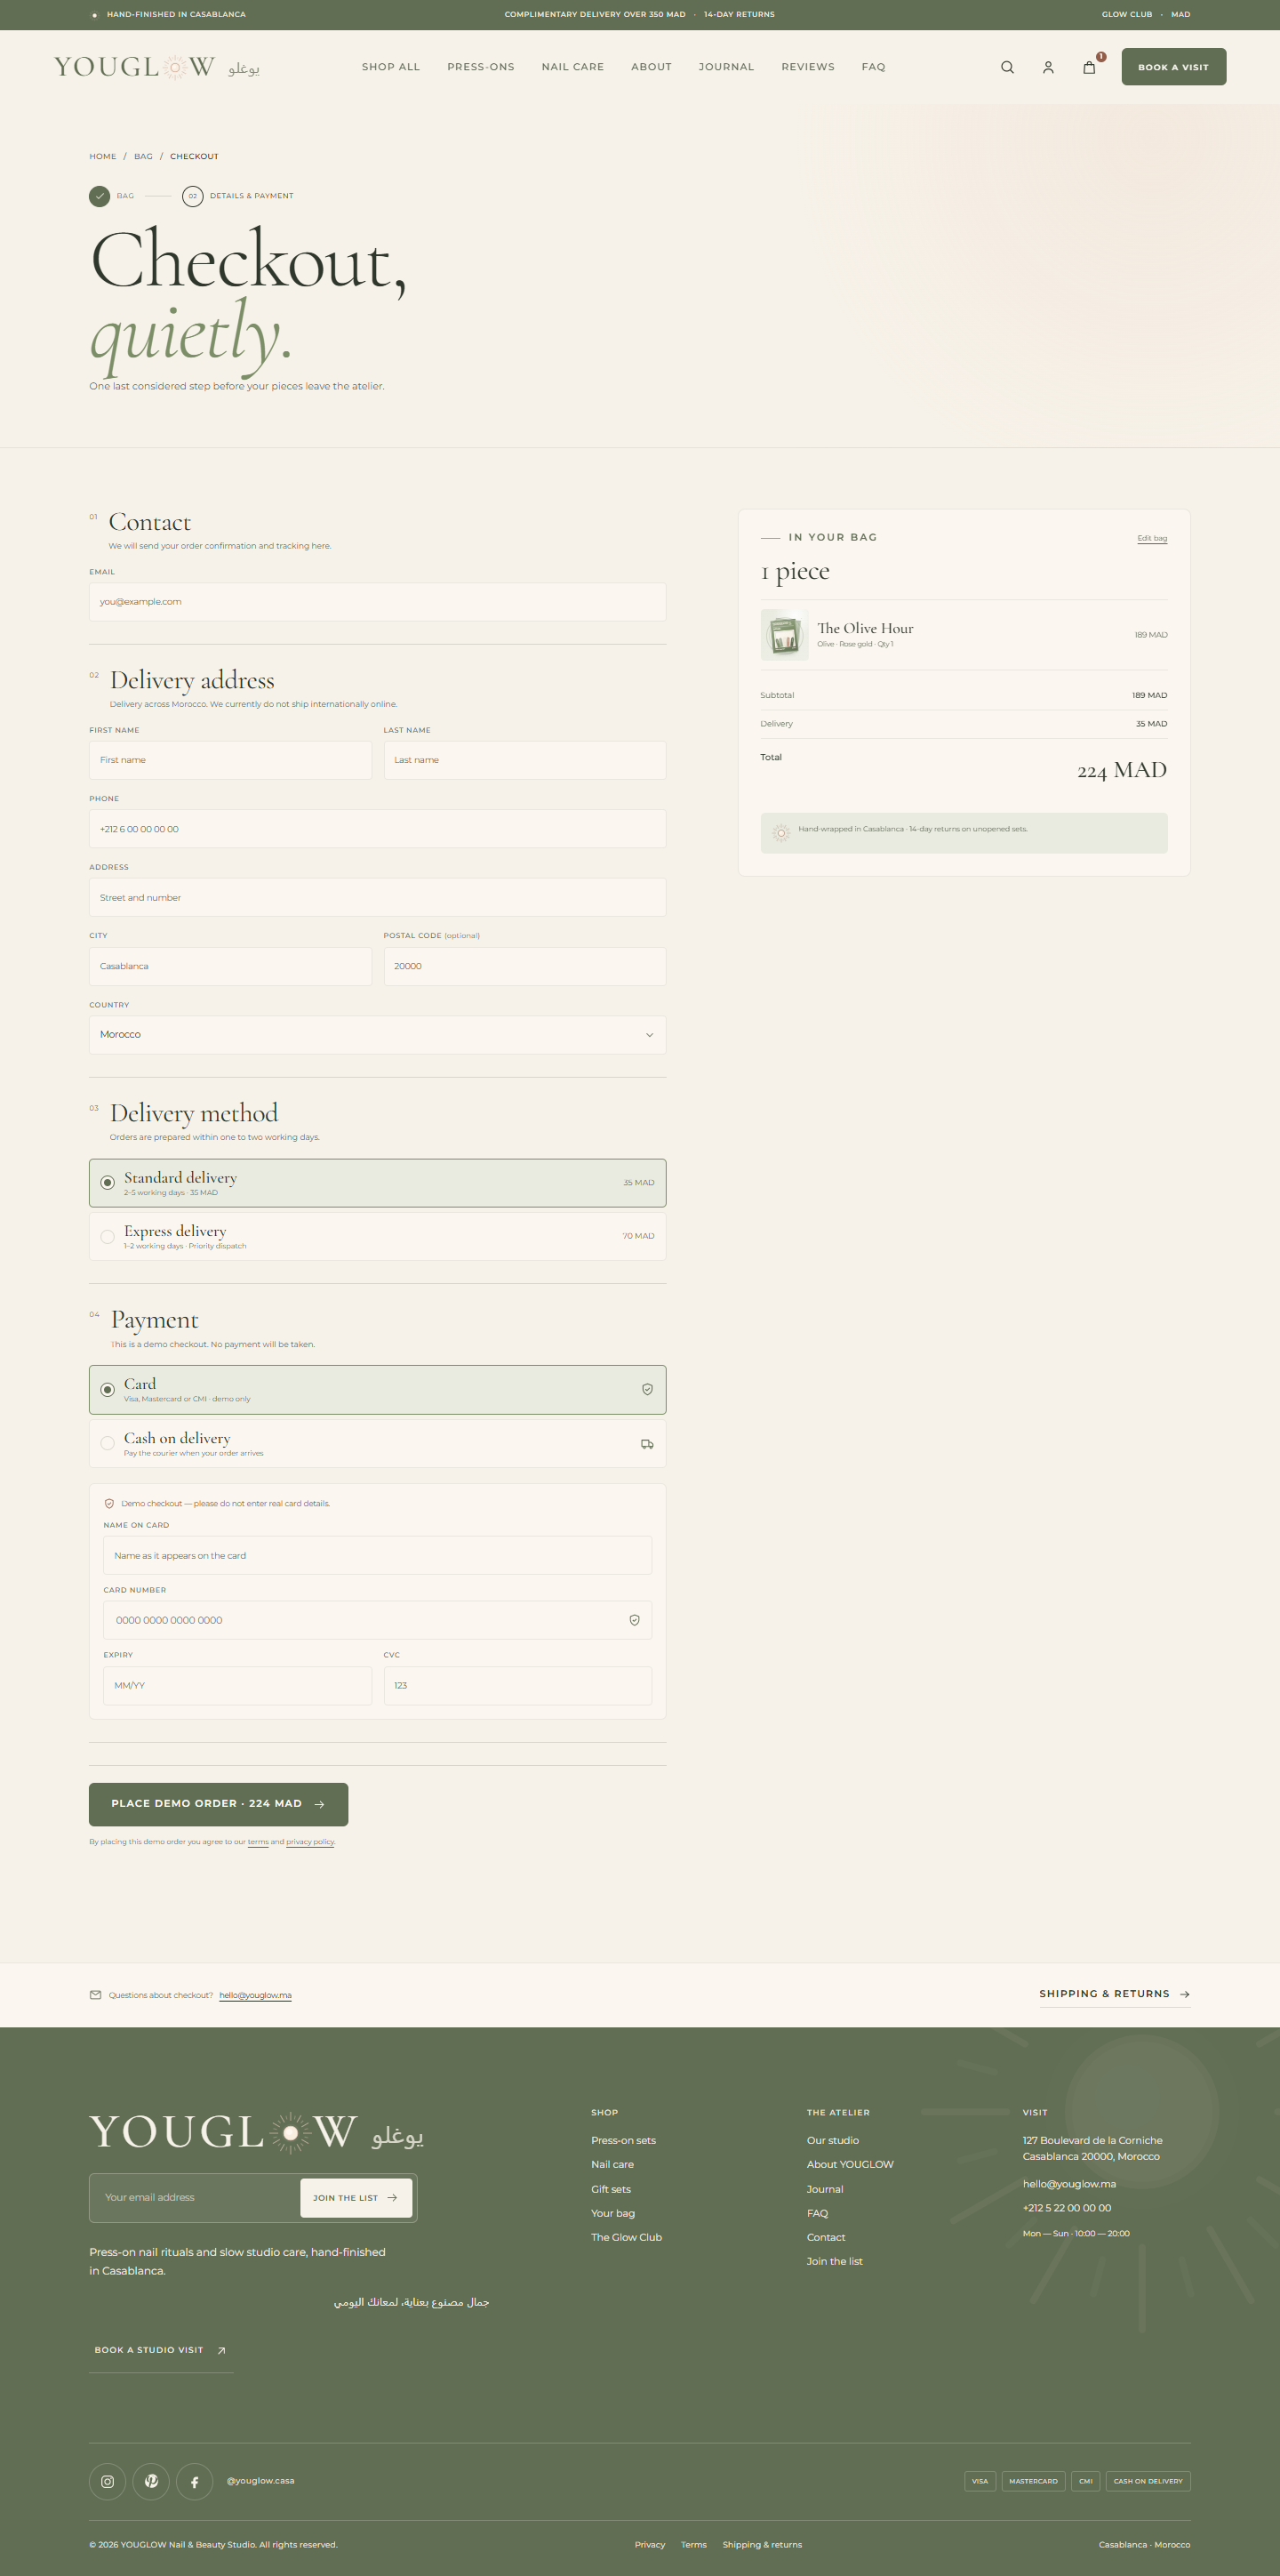 HAND-FINISHED IN CASABLANCA
COMPLIMENTARY DELIVERY OVER 350 MAD · 14-DAY RETURNS
GLOW CLUB · MAD
YOUGLOW يوغلو
SHOP ALL
PRESS-ONS
NAIL CARE
ABOUT
JOURNAL
REVIEWS
FAQ
1
BOOK A VISIT
HOME / BAG / CHECKOUT
BAG
02 DETAILS & PAYMENT
Checkout,
quietly.
One last considered step before your pieces leave the atelier.
01 Contact
We will send your order confirmation and tracking here.
EMAIL
you@example.com
02 Delivery address
Delivery across Morocco. We currently do not ship internationally online.
FIRST NAME
LAST NAME
First name
Last name
PHONE
+212 6 00 00 00 00
ADDRESS
Street and number
CITY
POSTAL CODE (optional)
Casablanca
20000
COUNTRY
Morocco
03 Delivery method
Orders are prepared within one to two working days.
Standard delivery
2–5 working days · 35 MAD
35 MAD
Express delivery
1–2 working days · Priority dispatch
70 MAD
04 Payment
This is a demo checkout. No payment will be taken.
Card
Visa, Mastercard or CMI · demo only
Cash on delivery
Pay the courier when your order arrives
Demo checkout — please do not enter real card details.
NAME ON CARD
Name as it appears on the card
CARD NUMBER
0000 0000 0000 0000
EXPIRY
CVC
MM/YY
123
PLACE DEMO ORDER · 224 MAD
By placing this demo order you agree to our terms and privacy policy.
IN YOUR BAG
Edit bag
1 piece
The Olive Hour
Olive · Rose gold · Qty 1
189 MAD
Subtotal
189 MAD
Delivery
35 MAD
Total
224 MAD
Hand-wrapped in Casablanca · 14-day returns on unopened sets.
Questions about checkout? hello@youglow.ma
SHIPPING & RETURNS
YOUGLOW يوغلو
Your email address
JOIN THE LIST
Press-on nail rituals and slow studio care, hand-finished
in Casablanca.
جمال مصنوع بعناية، لمعانك اليومي
BOOK A STUDIO VISIT
SHOP
Press-on sets
Nail care
Gift sets
Your bag
The Glow Club
THE ATELIER
Our studio
About YOUGLOW
Journal
FAQ
Contact
Join the list
VISIT
127 Boulevard de la Corniche
Casablanca 20000, Morocco
hello@youglow.ma
+212 5 22 00 00 00
Mon — Sun · 10:00 — 20:00
@youglow.casa
VISA
MASTERCARD
CMI
CASH ON DELIVERY
© 2026 YOUGLOW Nail & Beauty Studio. All rights reserved.
Privacy
Terms
Shipping & returns
Casablanca · Morocco